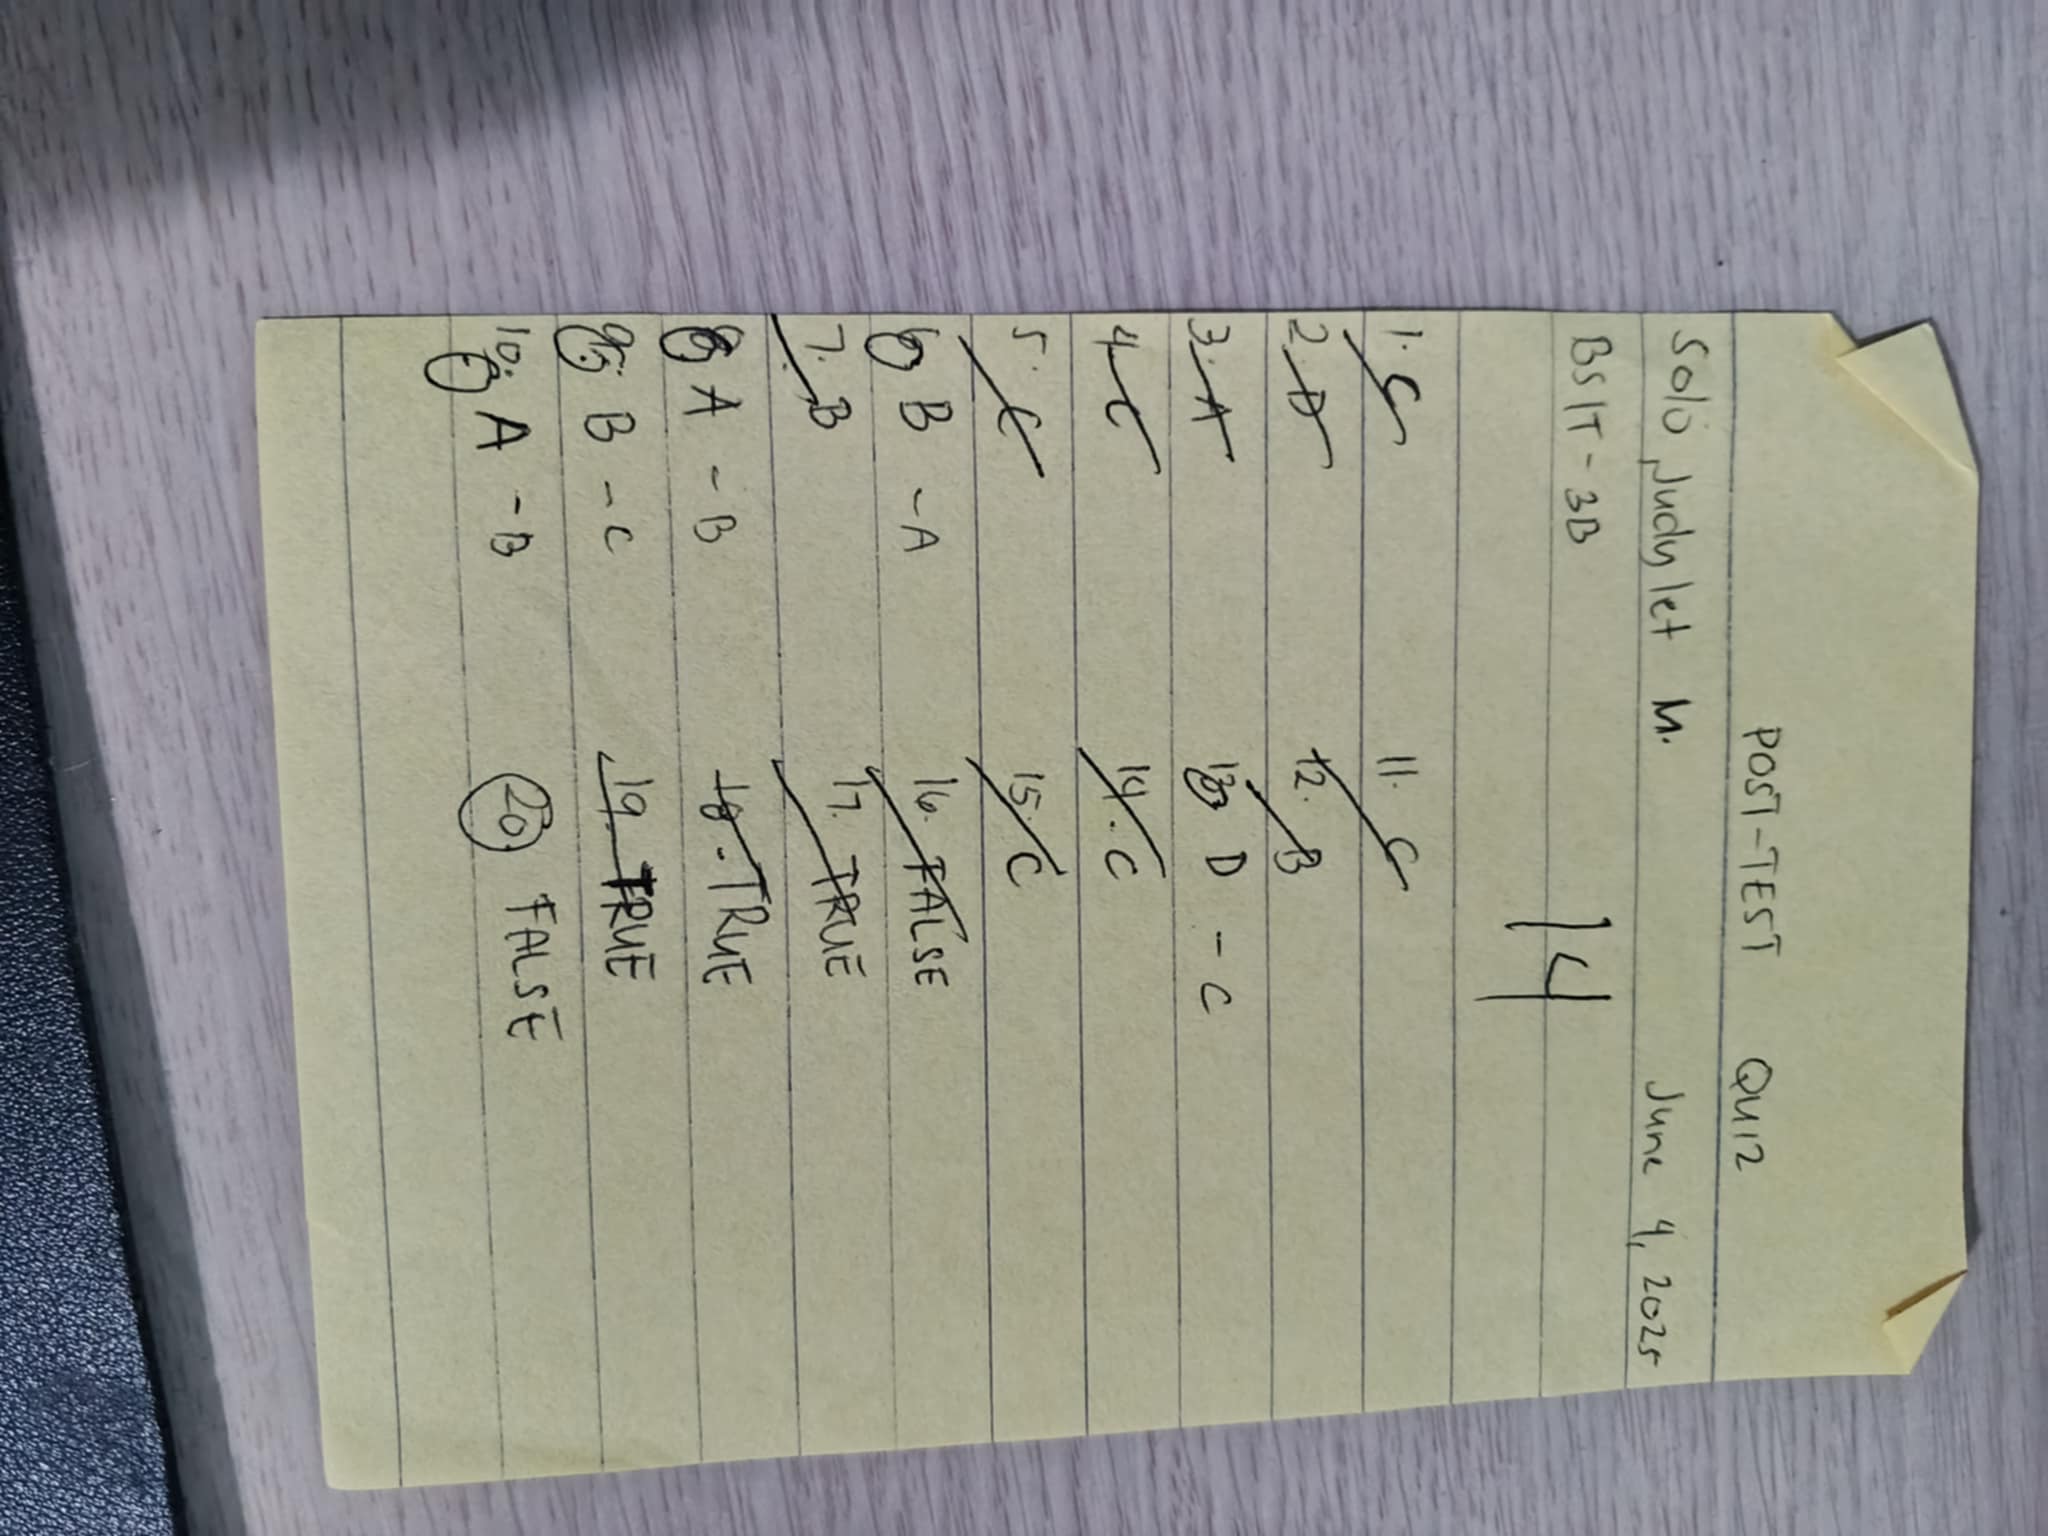 POST-TEST QUIZ
Solo, Judylet M. June 4, 2025
BSIT-3B 14
1. C
2. D
3. A
4. C
5. C
6. B - A
7. B
8. A - B
9. B - C
10. A - B
11. C
12. B
13. D - C
14. C
15. C
16. FALSE
17. TRUE
18. TRUE
19. TRUE
20. FALSE